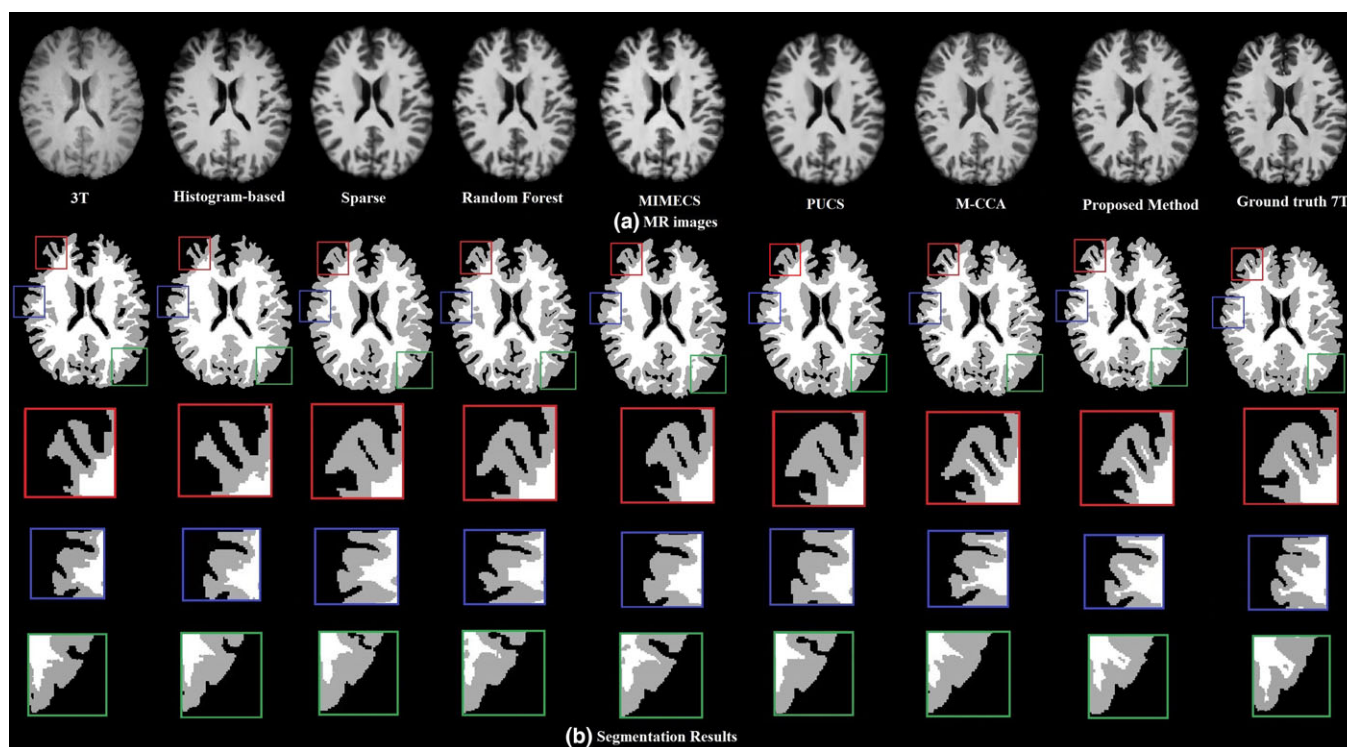 3T
Histogram-based
Sparse
Random Forest
MIMECS
PUCS
M-CCA
Proposed Method
Ground truth 7T
(a) MR images
(b) Segmentation Results